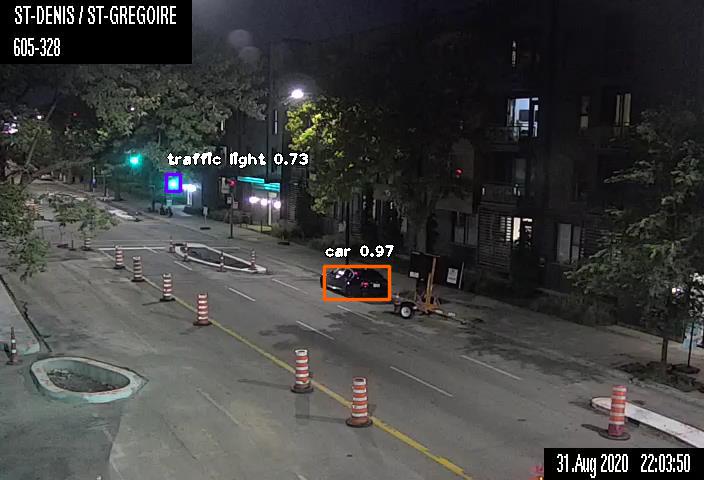 ST-DENIS / ST-GREGOIRE
605-328
traffic light 0.73
car 0.97
31.Aug 2020 22:03:50